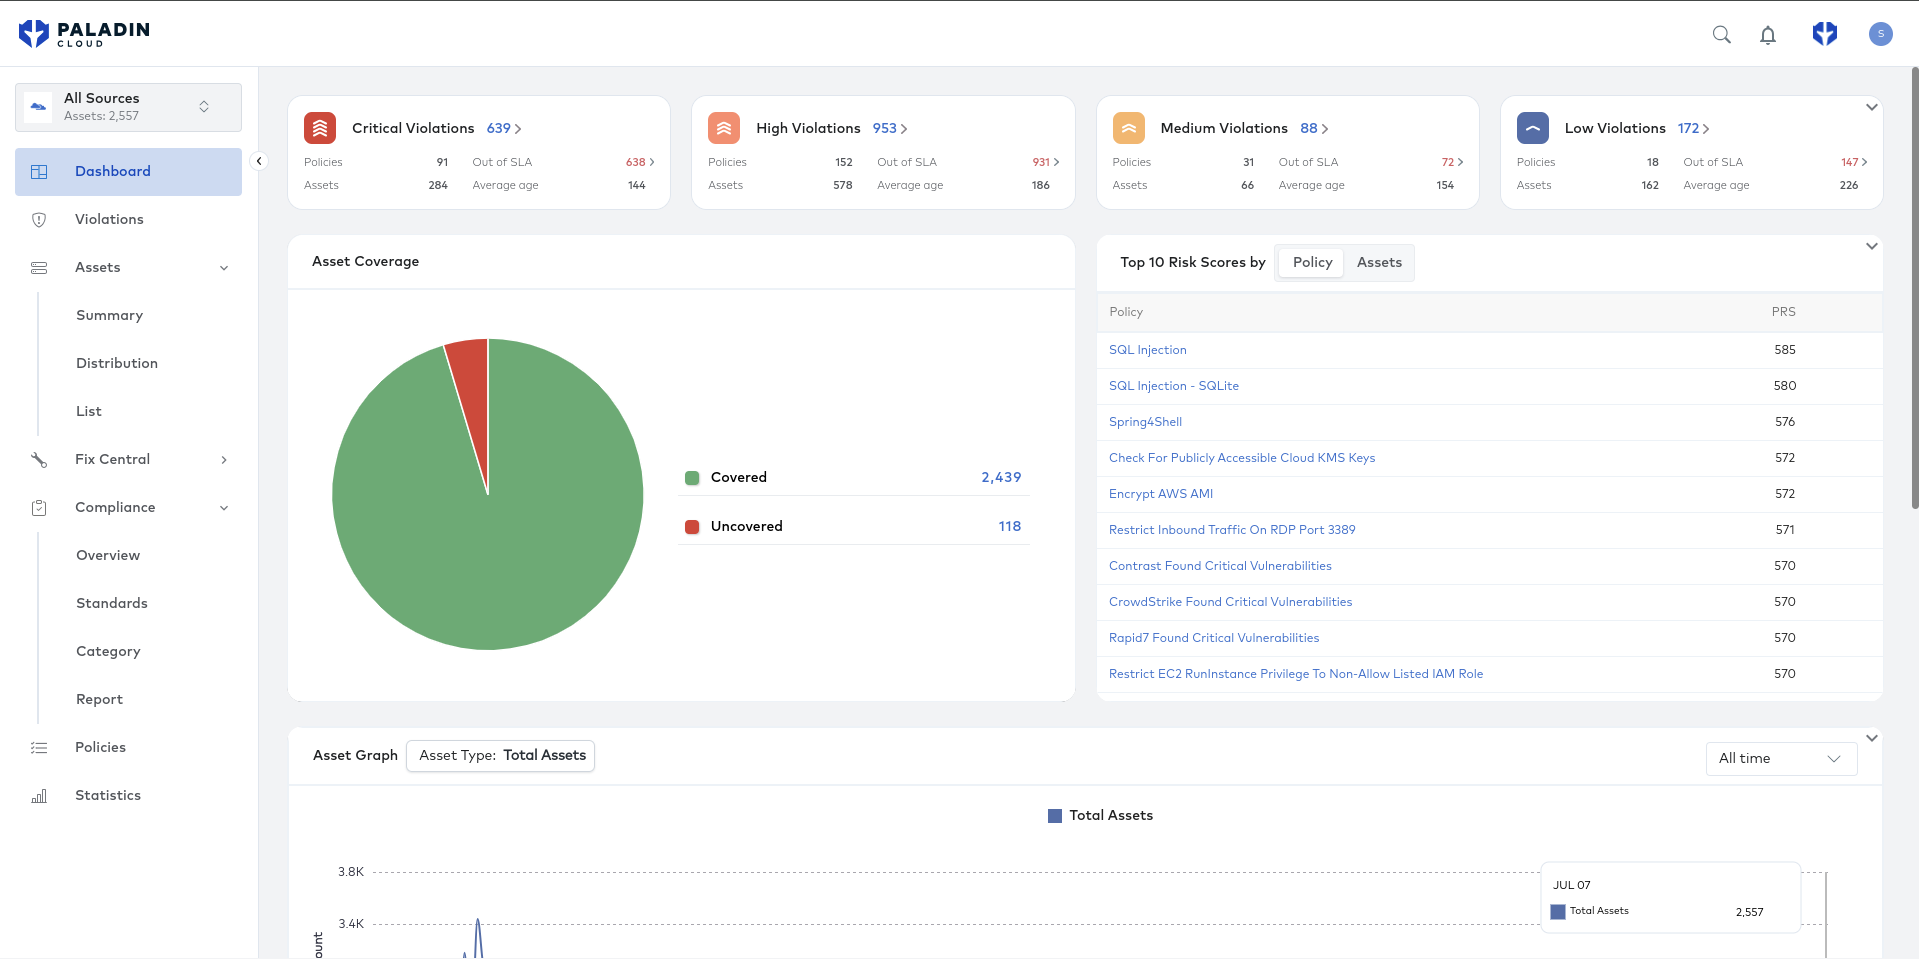 PALADIN
CLOUD
S
All Sources
Assets: 2,557
Dashboard
Violations
Assets
Summary
Distribution
List
Fix Central
Compliance
Overview
Standards
Category
Report
Policies
Statistics
Critical Violations 639
Policies 91 Out of SLA 638
Assets 284 Average age 144
High Violations 953
Policies 152 Out of SLA 931
Assets 578 Average age 186
Medium Violations 88
Policies 31 Out of SLA 72
Assets 66 Average age 154
Low Violations 172
Policies 18 Out of SLA 147
Assets 162 Average age 226
Asset Coverage
Covered 2,439
Uncovered 118
Top 10 Risk Scores by Policy Assets
Policy PRS
SQL Injection 585
SQL Injection - SQLite 580
Spring4Shell 576
Check For Publicly Accessible Cloud KMS Keys 572
Encrypt AWS AMI 572
Restrict Inbound Traffic On RDP Port 3389 571
Contrast Found Critical Vulnerabilities 570
CrowdStrike Found Critical Vulnerabilities 570
Rapid7 Found Critical Vulnerabilities 570
Restrict EC2 RunInstance Privilege To Non-Allow Listed IAM Role 570
Asset Graph Asset Type: Total Assets
All time
Total Assets
3.8K
3.4K
ount
JUL 07
Total Assets 2,557